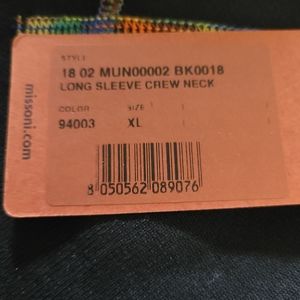 STYLE
18 02 MUN00002 BK0018
LONG SLEEVE CREW NECK
COLOR SIZE
94003 XL
8 050562 089076
missoni.com